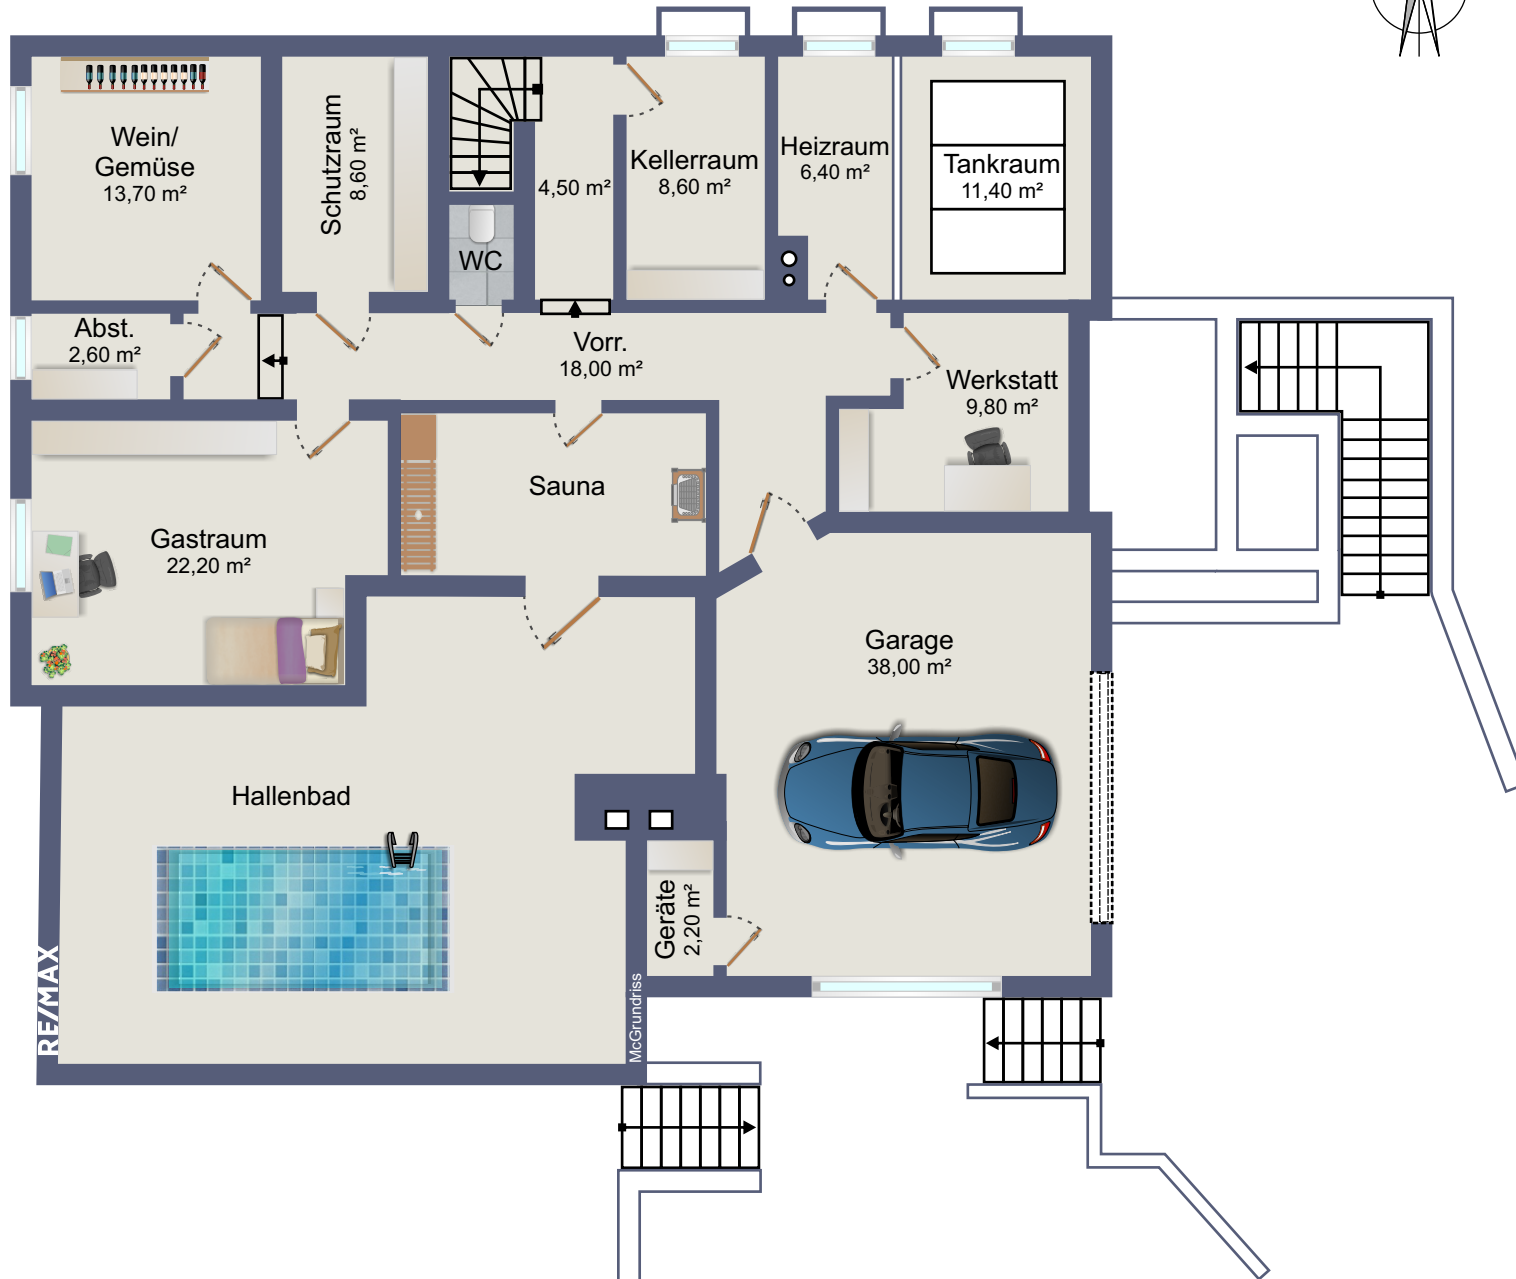 Wein/
Gemüse
13,70 m²
Schutzraum
8,60 m²
WC
4,50 m²
Kellerraum
8,60 m²
Heizraum
6,40 m²
Tankraum
11,40 m²
Abst.
2,60 m²
Vorr.
18,00 m²
Werkstatt
9,80 m²
Gastraum
22,20 m²
Sauna
Garage
38,00 m²
Hallenbad
Geräte
2,20 m²
RE/MAX
McGrundriss